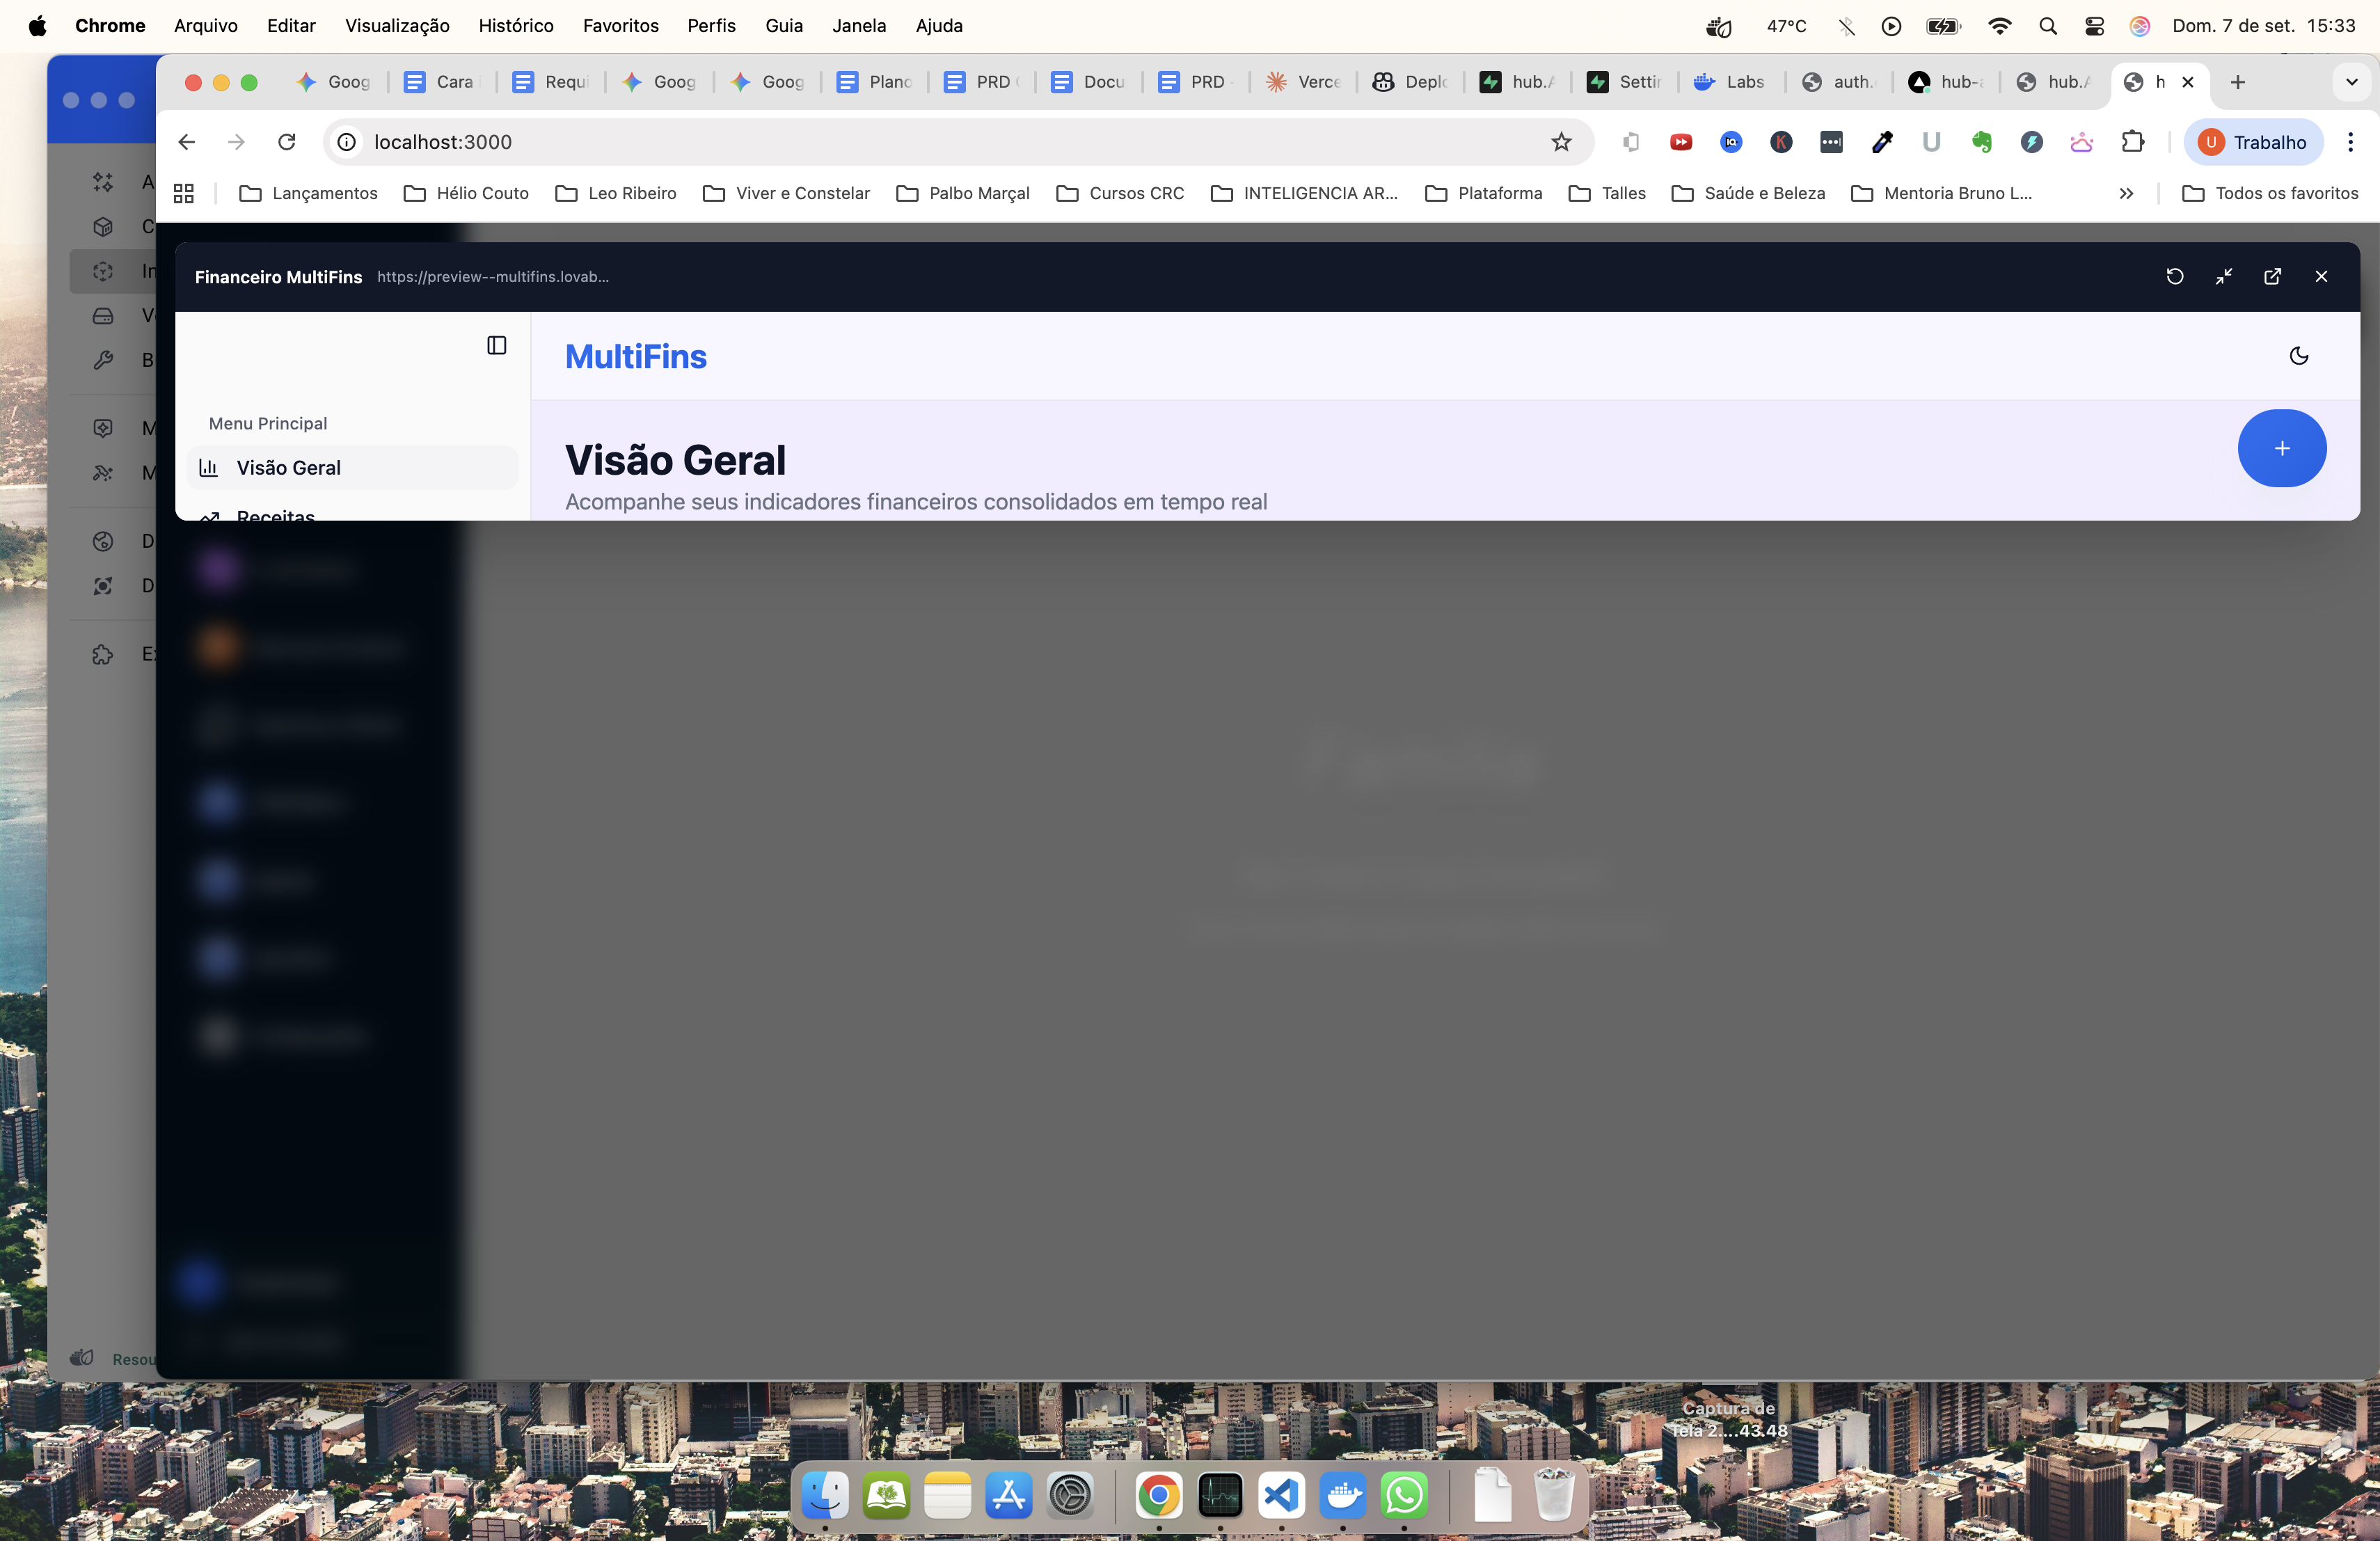 Chrome Arquivo Editar Visualização Histórico Favoritos Perfis Guia Janela Ajuda 47°C Dom. 7 de set. 15:33
Goog Cara Requi Goog Goog Plano PRD Docu PRD Verce Deplo hub.A Settin Labs auth. hub-a hub.A h
localhost:3000
U Trabalho
Lançamentos Hélio Couto Leo Ribeiro Viver e Constelar Palbo Marçal Cursos CRC INTELIGENCIA AR... Plataforma Talles Saúde e Beleza Mentoria Bruno L... Todos os favoritos
Financeiro MultiFins https://preview--multifins.lovab...
MultiFins
Menu Principal
Visão Geral
Receitas
Visão Geral
Acompanhe seus indicadores financeiros consolidados em tempo real
Resou
Captura de
Tela 2....43.48